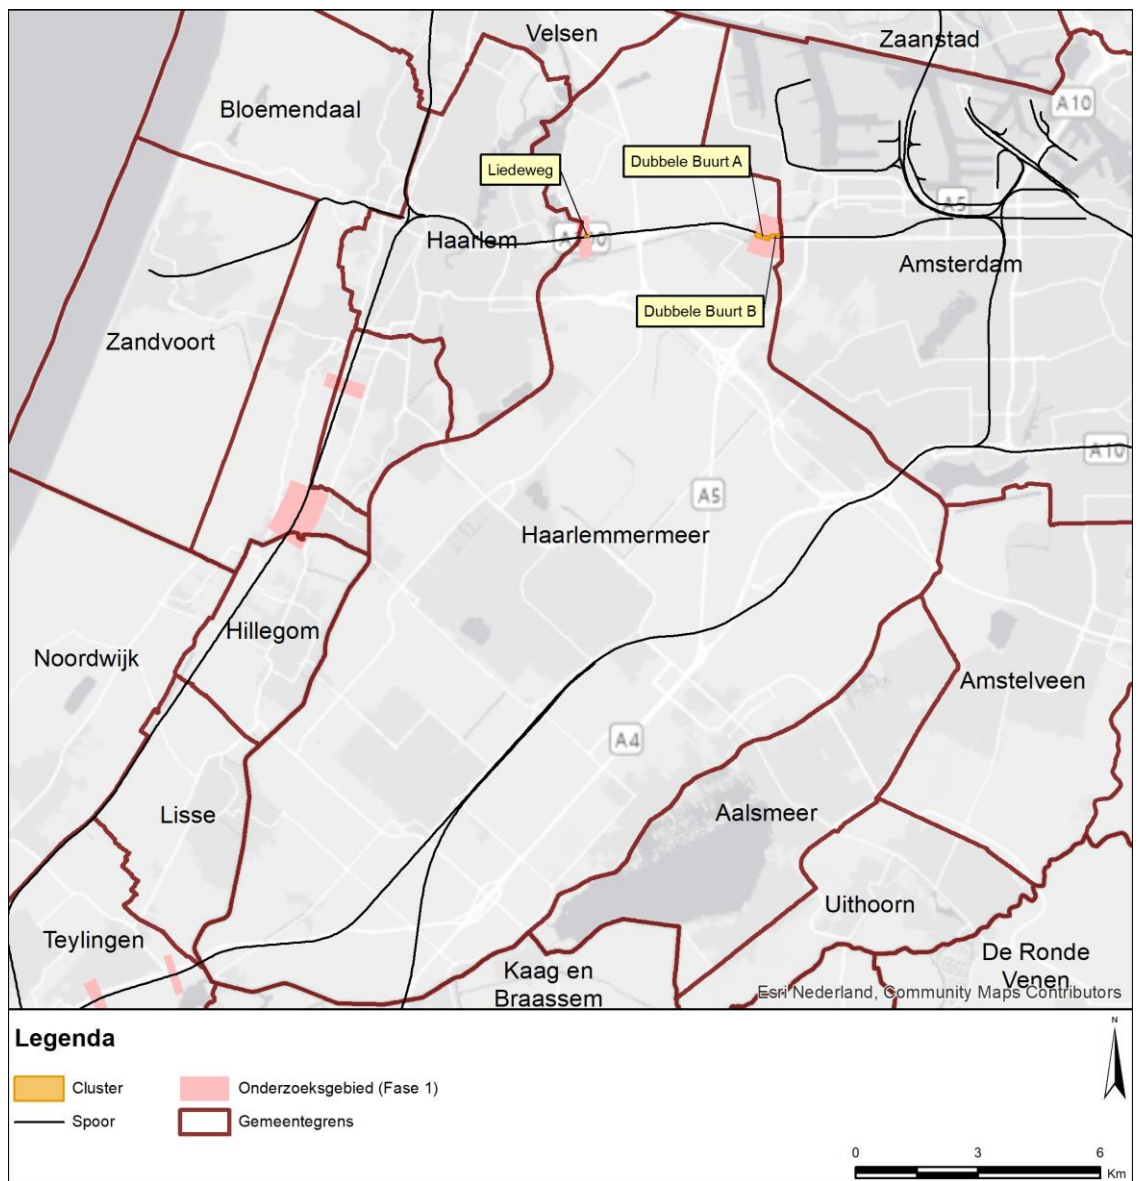 Velsen
Zaanstad
Bloemendaal
A10
Liedeweg
Dubbele Buurt A
A5
Haarlem
Amsterdam
Dubbele Buurt B
Zandvoort
A10
A5
Haarlemmermeer
Hillegom
Noordwijk
Amstelveen
A4
Lisse
Aalsmeer
Uithoorn
Teylingen
De Ronde
Venen
Kaag en
Braassem
Esri Nederland, Community Maps Contributors
Legenda
N
Cluster
Onderzoeksgebied (Fase 1)
Spoor
Gemeentegrens
0 3 6
Km